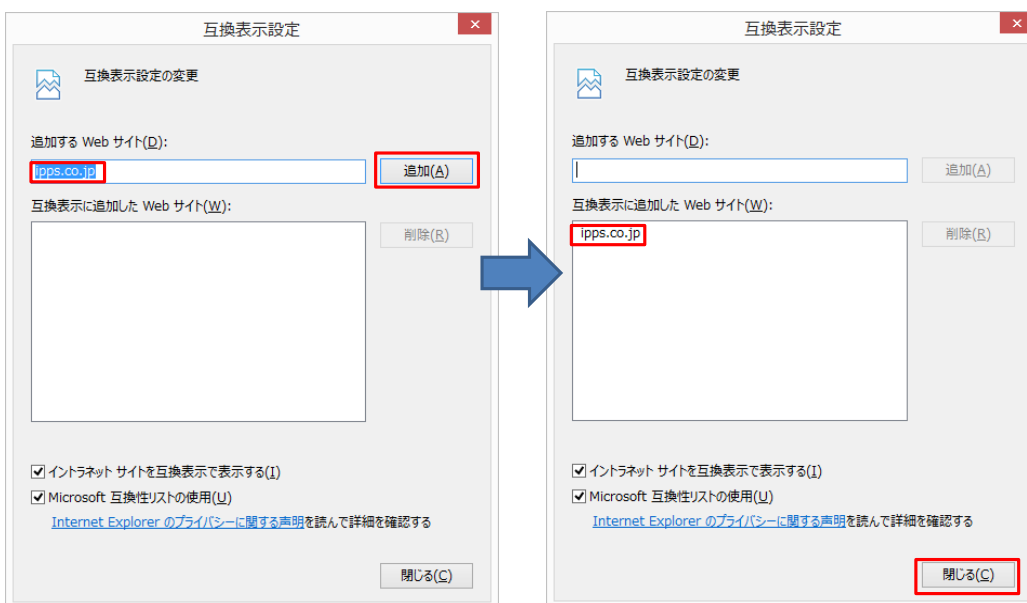 互換表示設定
互換表示設定の変更
追加する Web サイト(D):
ipps.co.jp
追加(A)
互換表示に追加した Web サイト(W):
削除(R)
イントラネット サイトを互換表示で表示する(I)
Microsoft 互換性リストの使用(U)
Internet Explorer のプライバシーに関する声明を読んで詳細を確認する
閉じる(C)
互換表示設定
互換表示設定の変更
追加する Web サイト(D):
追加(A)
互換表示に追加した Web サイト(W):
ipps.co.jp
削除(R)
イントラネット サイトを互換表示で表示する(I)
Microsoft 互換性リストの使用(U)
Internet Explorer のプライバシーに関する声明を読んで詳細を確認する
閉じる(C)